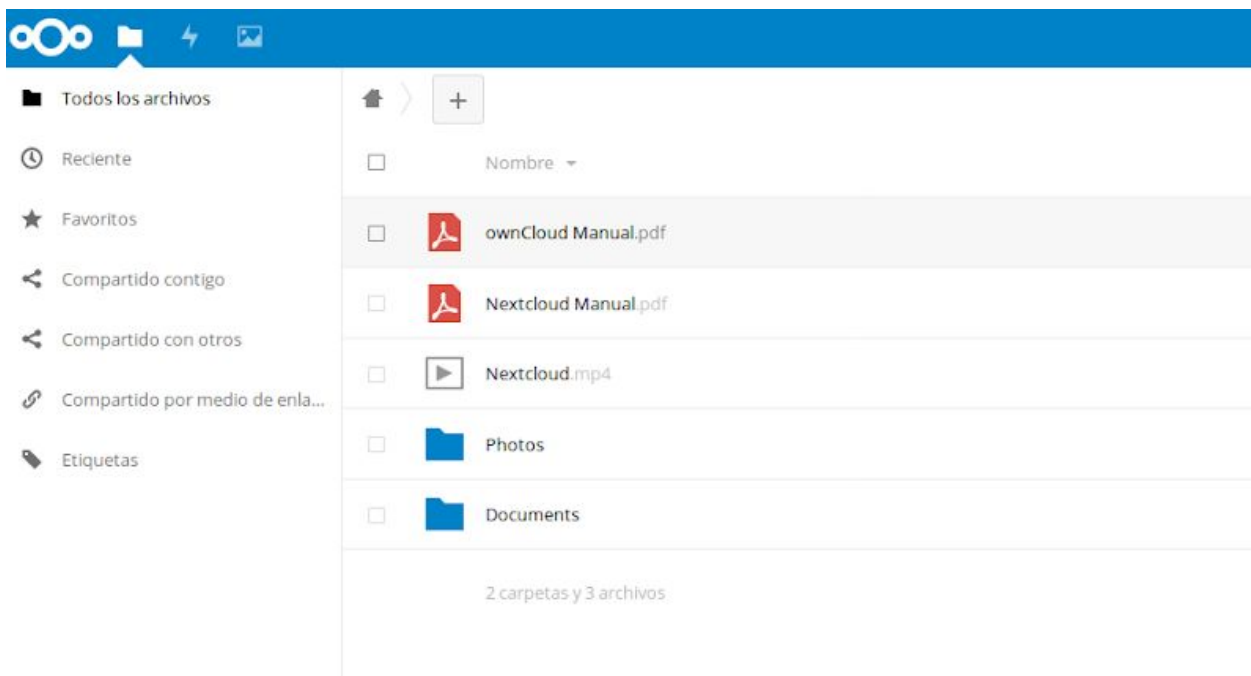 Todos los archivos
Reciente
Favoritos
Compartido contigo
Compartido con otros
Compartido por medio de enla...
Etiquetas
+
Nombre
ownCloud Manual.pdf
Nextcloud Manual.pdf
Nextcloud.mp4
Photos
Documents
2 carpetas y 3 archivos